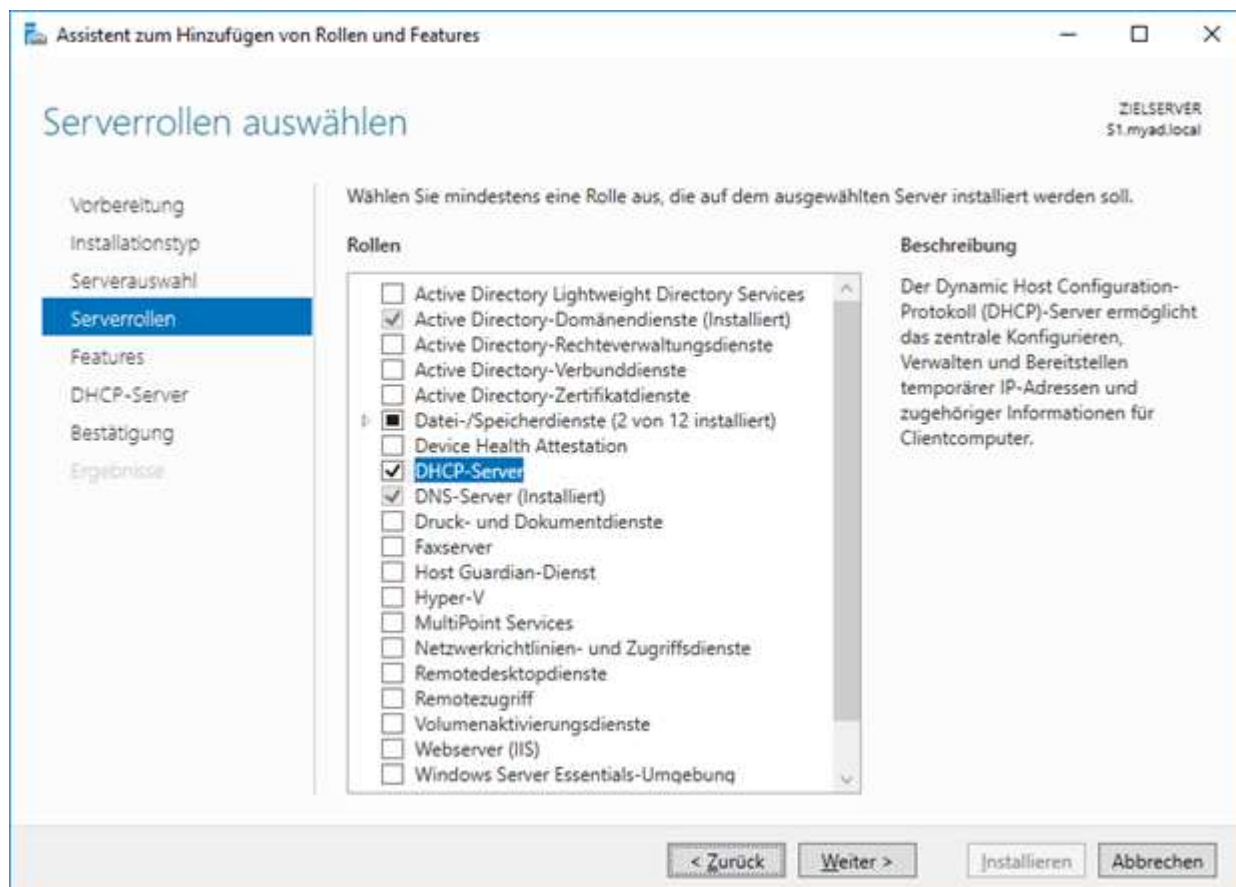 Assistent zum Hinzufügen von Rollen und Features
Serverrollen auswählen
ZIELSERVER
S1.myad.local
Vorbereitung
Installationstyp
Serverauswahl
Serverrollen
Features
DHCP-Server
Bestätigung
Ergebnisse
Wählen Sie mindestens eine Rolle aus, die auf dem ausgewählten Server installiert werden soll.
Rollen
Active Directory Lightweight Directory Services
Active Directory-Domänendienste (Installiert)
Active Directory-Rechteverwaltungsdienste
Active Directory-Verbunddienste
Active Directory-Zertifikatdienste
Datei-/Speicherdienste (2 von 12 installiert)
Device Health Attestation
DHCP-Server
DNS-Server (Installiert)
Druck- und Dokumentdienste
Faxserver
Host Guardian-Dienst
Hyper-V
MultiPoint Services
Netzwerkrichtlinien- und Zugriffsdienste
Remotedesktopdienste
Remotezugriff
Volumenaktivierungsdienste
Webserver (IIS)
Windows Server Essentials-Umgebung
Beschreibung
Der Dynamic Host Configuration-
Protokoll (DHCP)-Server ermöglicht
das zentrale Konfigurieren,
Verwalten und Bereitstellen
temporärer IP-Adressen und
zugehöriger Informationen für
Clientcomputer.
< Zurück
Weiter >
Installieren
Abbrechen